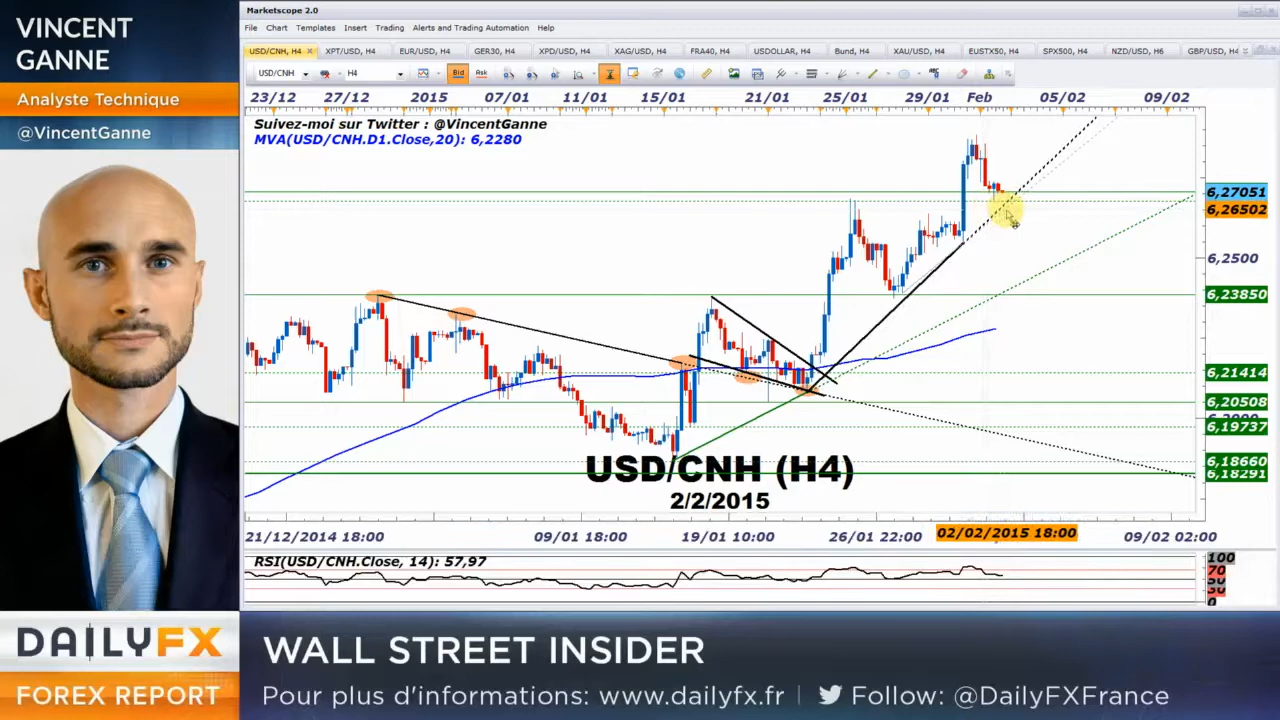 VINCENT
GANNE
Analyste Technique
@VincentGanne
Marketscope 2.0
File Chart Templates Insert Trading Alerts and Trading Automation Help
USD/CNH, H4 XPT/USD, H4 EUR/USD, H4 GER30, H4 XPD/USD, H4 XAG/USD, H4 FRA40, H4 USDOLLAR, H4 Bund, H4 XAU/USD, H4 EUSTX50, H4 SPX500, H4 NZD/USD, H6 GBP/USD, H4
USD/CNH H4 Bid Ask ABC
23/12 27/12 2015 07/01 11/01 15/01 21/01 25/01 29/01 Feb 05/02 09/02
Suivez-moi sur Twitter : @VincentGanne
MVA(USD/CNH.D1.Close,20): 6,2280
6,27051
6,26502
6,2500
6,23850
6,21414
6,20508
6,2000
6,19737
6,18660
6,18291
USD/CNH (H4)
2/2/2015
21/12/2014 18:00 09/01 18:00 19/01 10:00 26/01 22:00 02/02/2015 18:00 09/02 02:00
RSI(USD/CNH.Close, 14): 57,97
100
70
50
30
0
DAILYFX
FOREX REPORT
WALL STREET INSIDER
Pour plus d'informations: www.dailyfx.fr | Follow: @DailyFXFrance